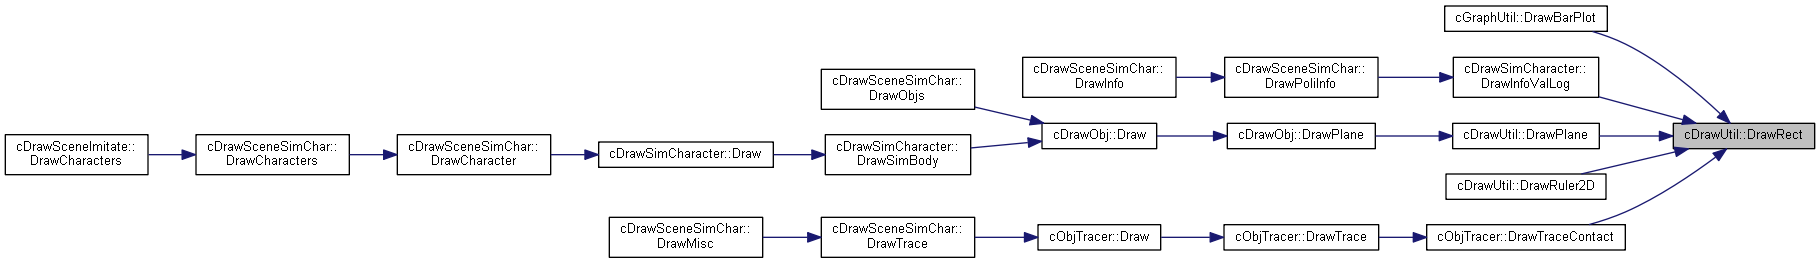 cGraphUtil::DrawBarPlot
cDrawSceneSimChar::
DrawObjs
cDrawSceneSimChar::
DrawInfo
cDrawSceneSimChar::
DrawPoliInfo
cDrawSimCharacter::
DrawInfoValLog
cDrawSceneImitate::
DrawCharacters
cDrawSceneSimChar::
DrawCharacters
cDrawSceneSimChar::
DrawCharacter
cDrawSimCharacter::Draw
cDrawSimCharacter::
DrawSimBody
cDrawObj::Draw
cDrawObj::DrawPlane
cDrawUtil::DrawPlane
cDrawUtil::DrawRect
cDrawUtil::DrawRuler2D
cDrawSceneSimChar::
DrawMisc
cDrawSceneSimChar::
DrawTrace
cObjTracer::Draw
cObjTracer::DrawTrace
cObjTracer::DrawTraceContact